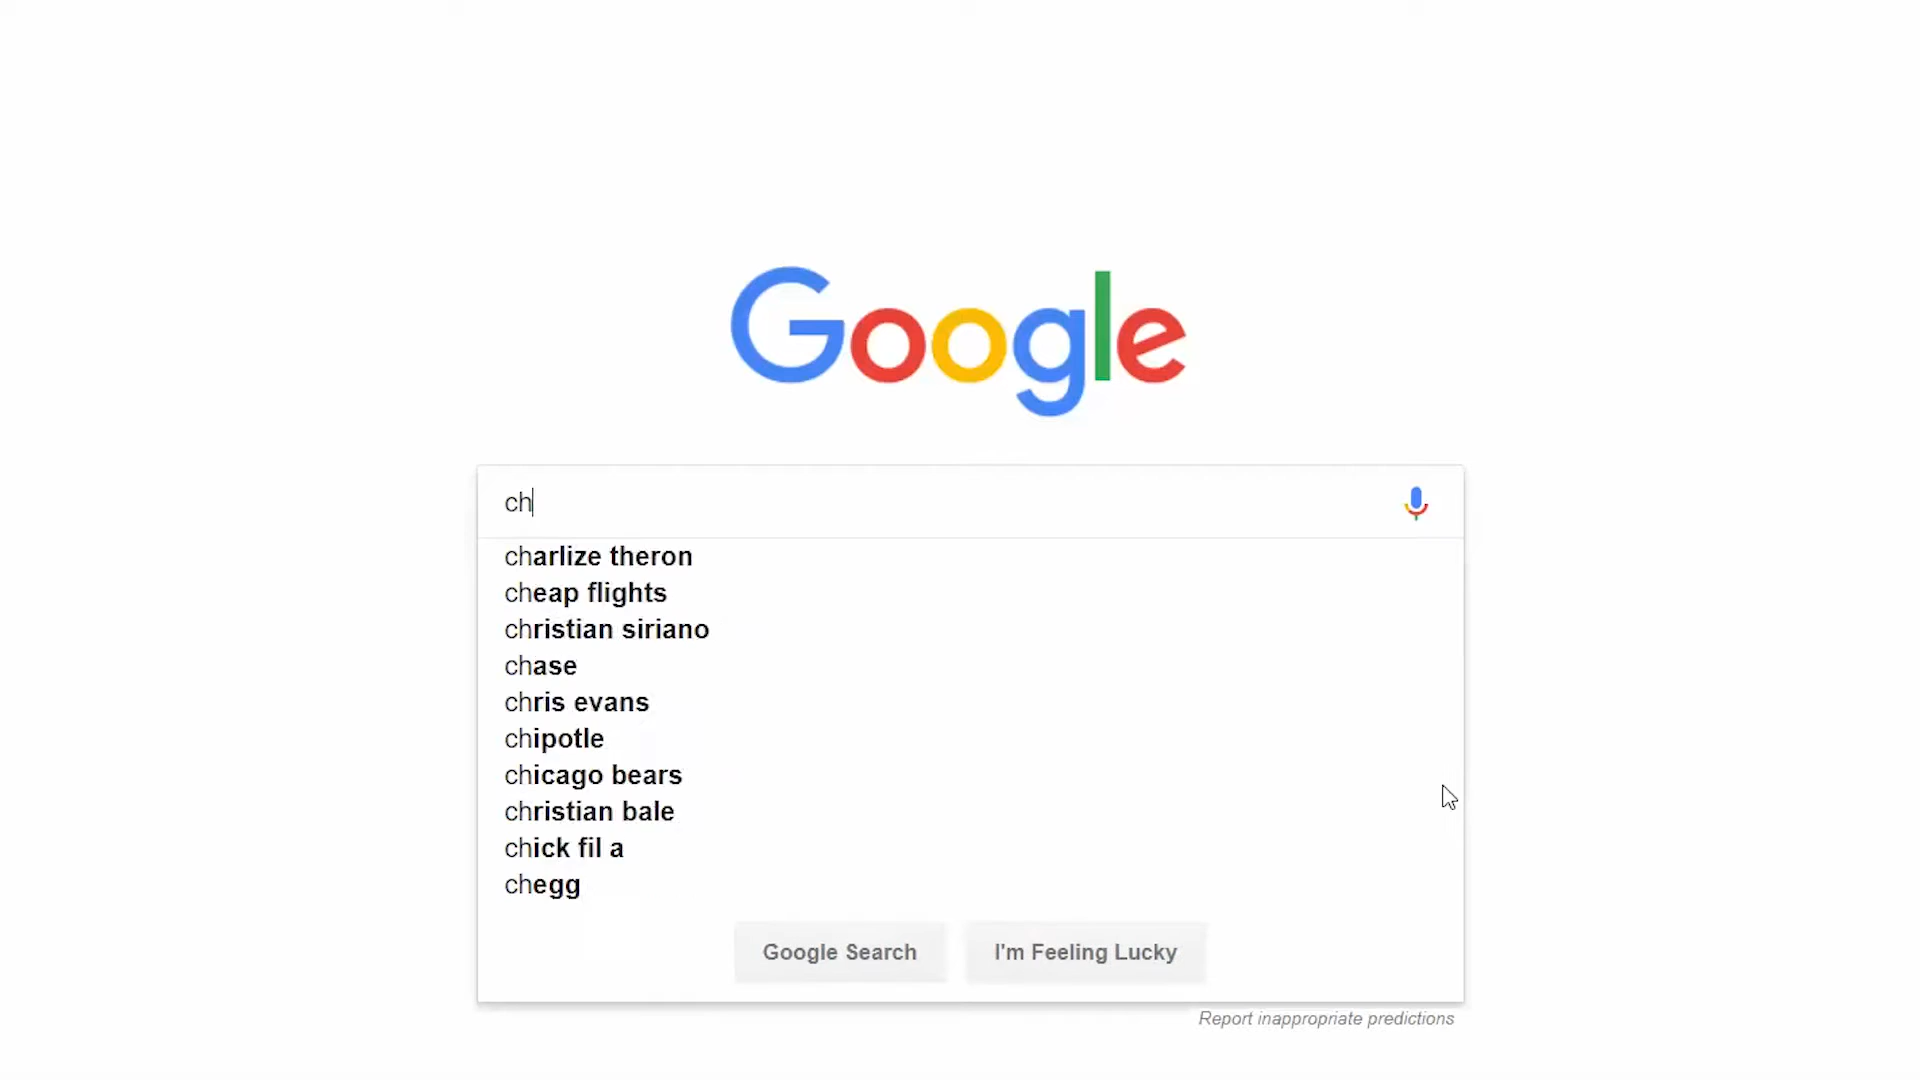 Google
ch
charlize theron
cheap flights
christian siriano
chase
chris evans
chipotle
chicago bears
christian bale
chick fil a
chegg
Google Search
I'm Feeling Lucky
Report inappropriate predictions